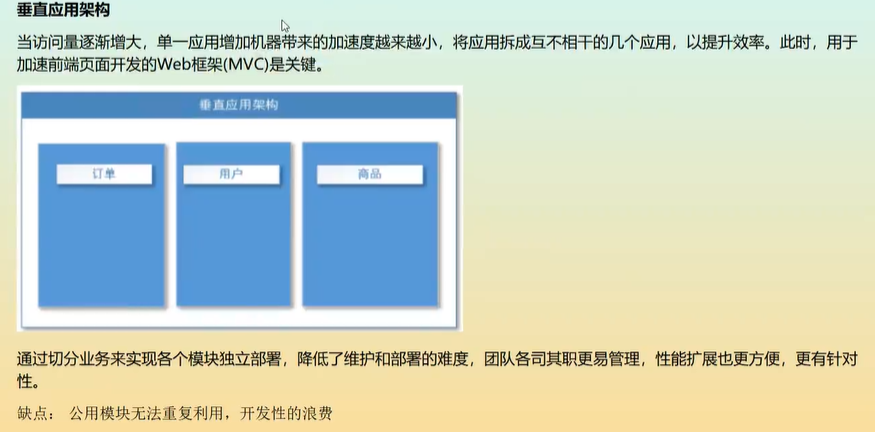 垂直应用架构
当访问量逐渐增大，单一应用增加机器带来的加速度越来越小，将应用拆成互不相干的几个应用，以提升效率。此时，用于
加速前端页面开发的Web框架(MVC)是关键。
垂直应用架构
订单
用户
商品
通过切分业务来实现各个模块独立部署，降低了维护和部署的难度，团队各司其职更易管理，性能扩展也更方便，更有针对
性。
缺点： 公用模块无法重复利用，开发性的浪费